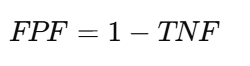 FPF = 1 − TNF